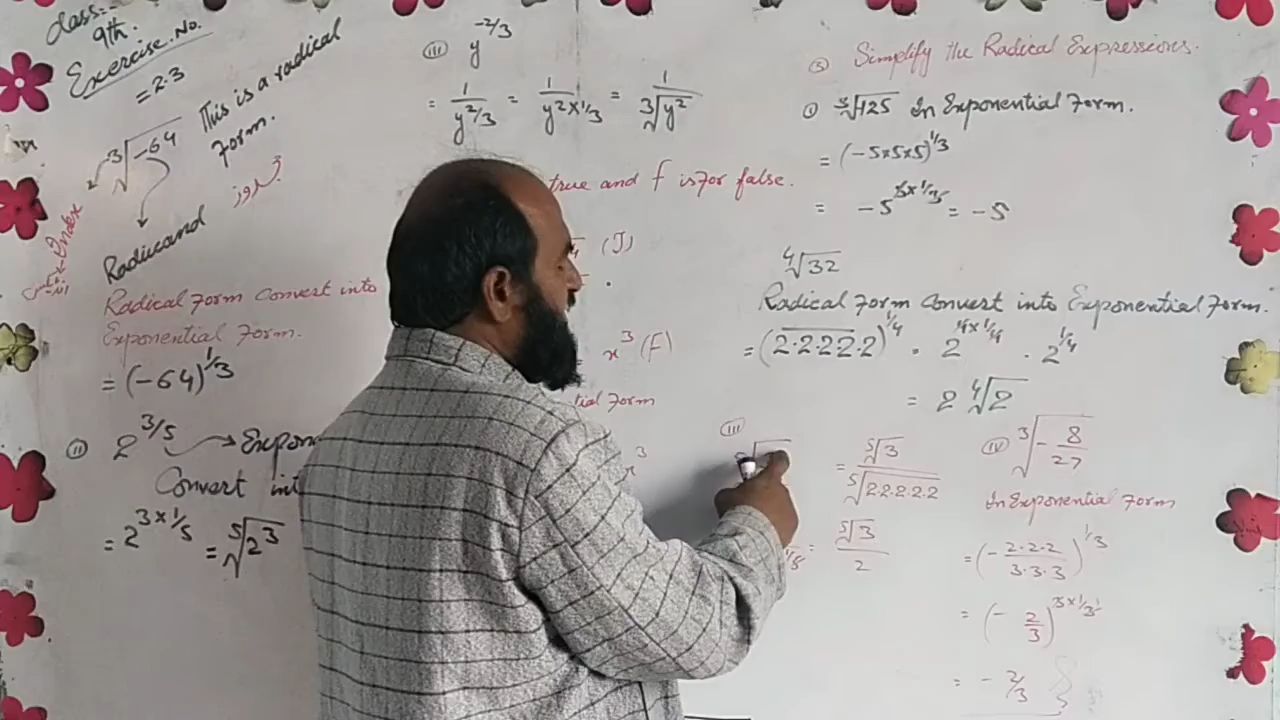 Class:-
9th.
Exercise.No.
= 2.3
∛-64
This is a radical
form.
Index
Radicand
Radical Form Convert into
Exponential Form.
= (-64)^1/3
(II) 2^3/5 → Expon
Convert int
= 2^3×1/5 = ⁵√2³
(III) y^-2/3
= 1/y^2/3 = 1/y^2×1/3 = 1/∛y²
true and f is for false.
(T)
x³ (F)
tial Form
x³
(3) Simplify the Radical Expressions.
(I) ∛-125 In Exponential Form.
= (-5×5×5)^1/3
= -5^3×1/3 = -5
⁴√32
Radical Form Convert into Exponential Form.
= (2·2·2·2·2)^1/4 · 2^4×1/4 · 2^1/4
= 2 ⁴√2
(III)
= ⁵√3/⁵√2·2·2·2·2
= ⁵√3/2
(IV) ∛-8/27
In Exponential Form
= (-2·2·2/3·3·3)^1/3
= (-2/3)^3×1/3
= -2/3